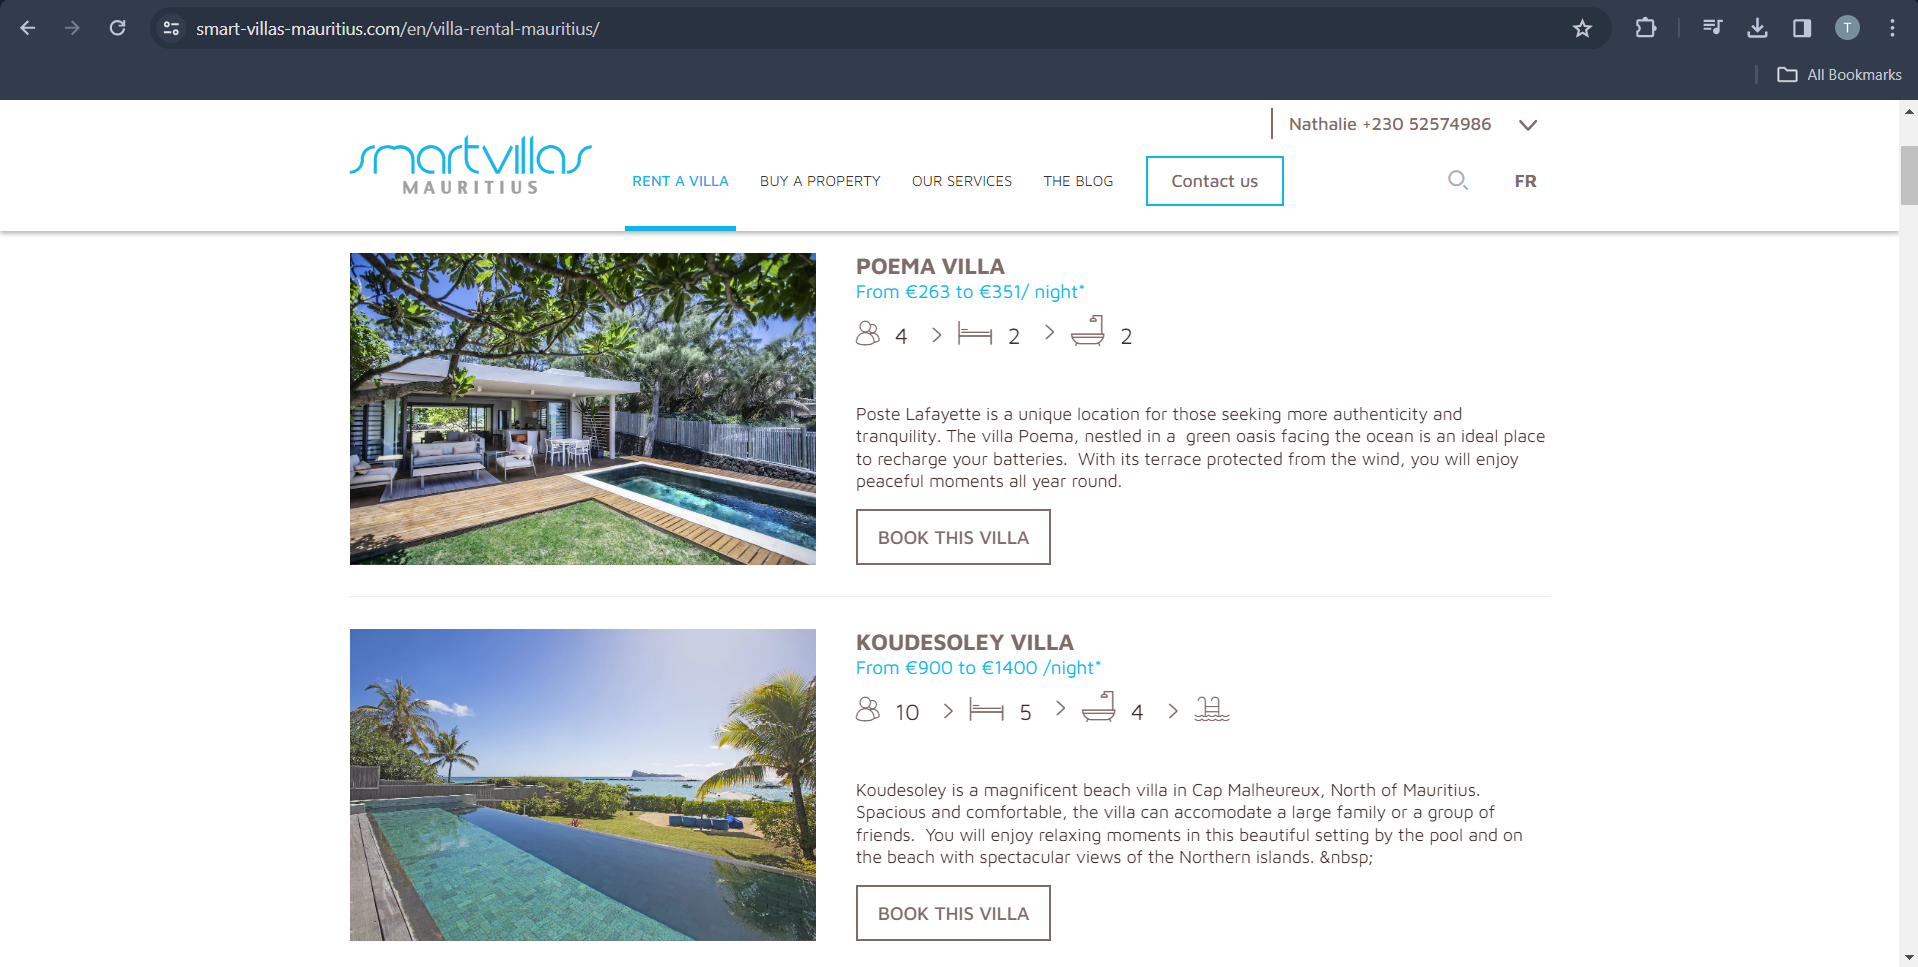 smart-villas-mauritius.com/en/villa-rental-mauritius/
T
All Bookmarks
Nathalie +230 52574986
smartvillas
MAURITIUS
RENT A VILLA
BUY A PROPERTY
OUR SERVICES
THE BLOG
Contact us
FR
POEMA VILLA
From €263 to €351/ night*
4 > 2 > 2
Poste Lafayette is a unique location for those seeking more authenticity and
tranquility. The villa Poema, nestled in a  green oasis facing the ocean is an ideal place
to recharge your batteries.  With its terrace protected from the wind, you will enjoy
peaceful moments all year round.
BOOK THIS VILLA
KOUDESOLEY VILLA
From €900 to €1400 /night*
10 > 5 > 4 >
Koudesoley is a magnificent beach villa in Cap Malheureux, North of Mauritius.
Spacious and comfortable, the villa can accomodate a large family or a group of
friends.  You will enjoy relaxing moments in this beautiful setting by the pool and on
the beach with spectacular views of the Northern islands. &nbsp;
BOOK THIS VILLA